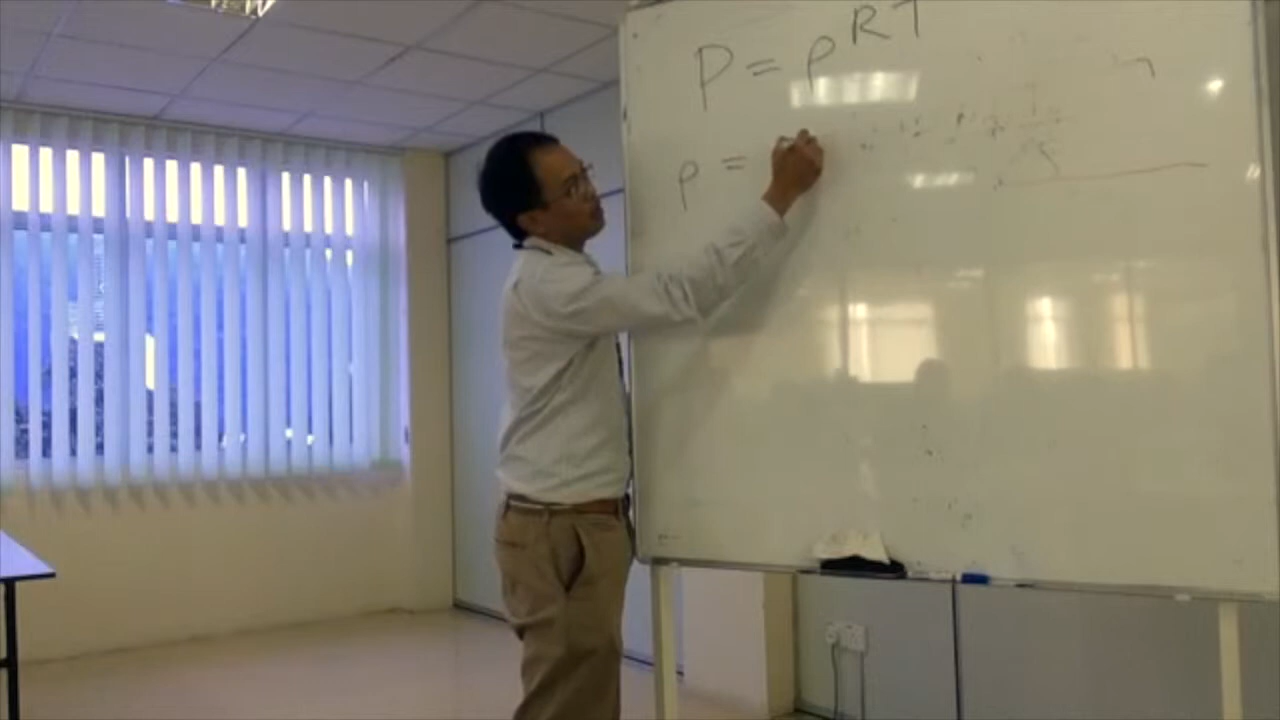 P = ρRT
ρ =